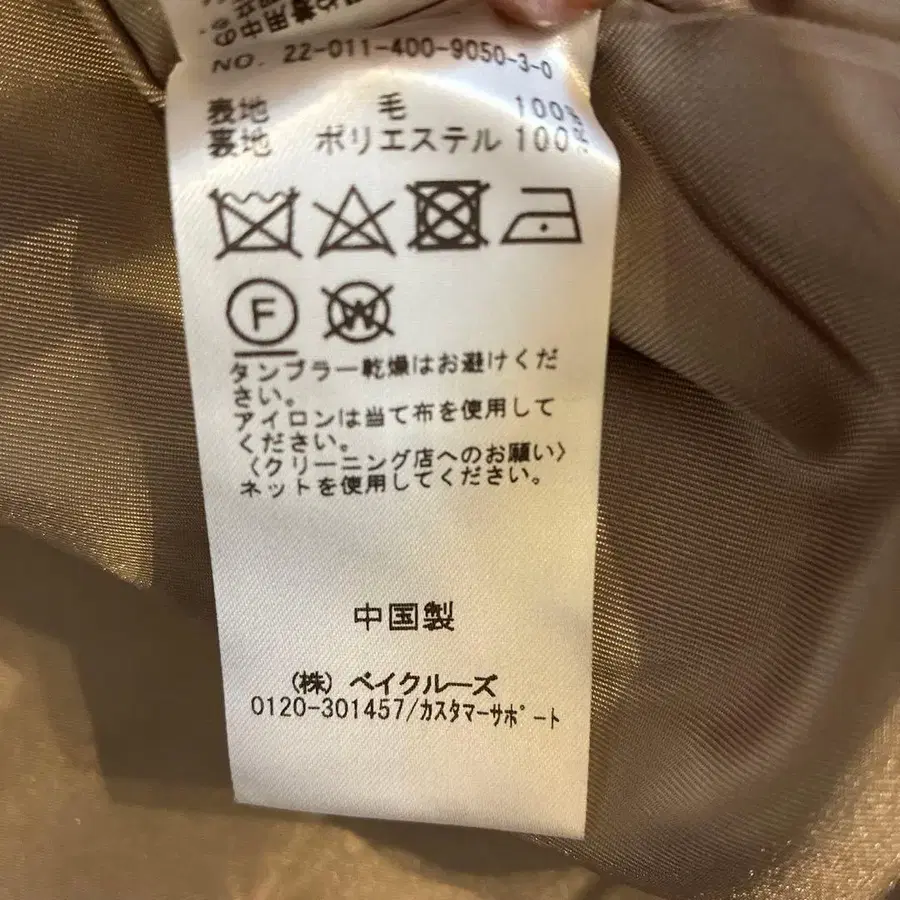 着用中の
NO. 22-011-400-9050-3-0
表地 毛 100%
裏地 ポリエステル 100%
F W
タンブラー乾燥はお避けくだ
さい。
アイロンは当て布を使用して
ください。
〈クリーニング店へのお願い〉
ネットを使用してください。
中国製
(株) ベイクルーズ
0120-301457/カスタマーサポート